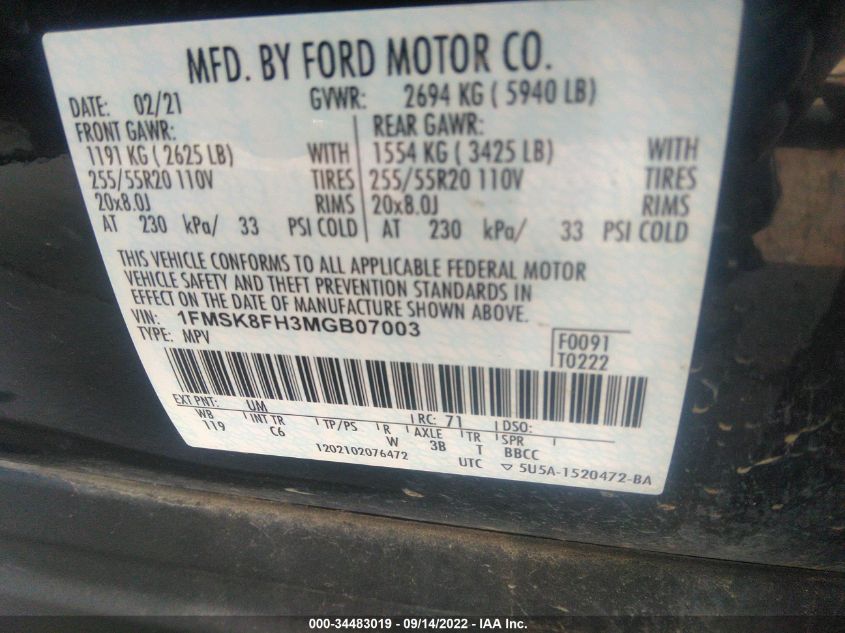 MFD. BY FORD MOTOR CO.
DATE: 02/21 GVWR: 2694 KG ( 5940 LB)
FRONT GAWR: REAR GAWR:
1191 KG ( 2625 LB) WITH 1554 KG ( 3425 LB) WITH
255/55R20 110V TIRES 255/55R20 110V TIRES
20x8.0J RIMS 20x8.0J RIMS
AT 230 kPa/ 33 PSI COLD AT 230 kPa/ 33 PSI COLD
THIS VEHICLE CONFORMS TO ALL APPLICABLE FEDERAL MOTOR
VEHICLE SAFETY AND THEFT PREVENTION STANDARDS IN
EFFECT ON THE DATE OF MANUFACTURE SHOWN ABOVE.
VIN: 1FMSK8FH3MGB07003
TYPE: MPV
F0091
T0222
EXT PNT: UM RC: 71 DSO:
WB INT TR TP/PS R AXLE TR SPR
119 C6 W 3B T BBCC
1202102076472 UTC ▽ 5U5A-1520472-BA
000-34483019 - 09/14/2022 - IAA Inc.